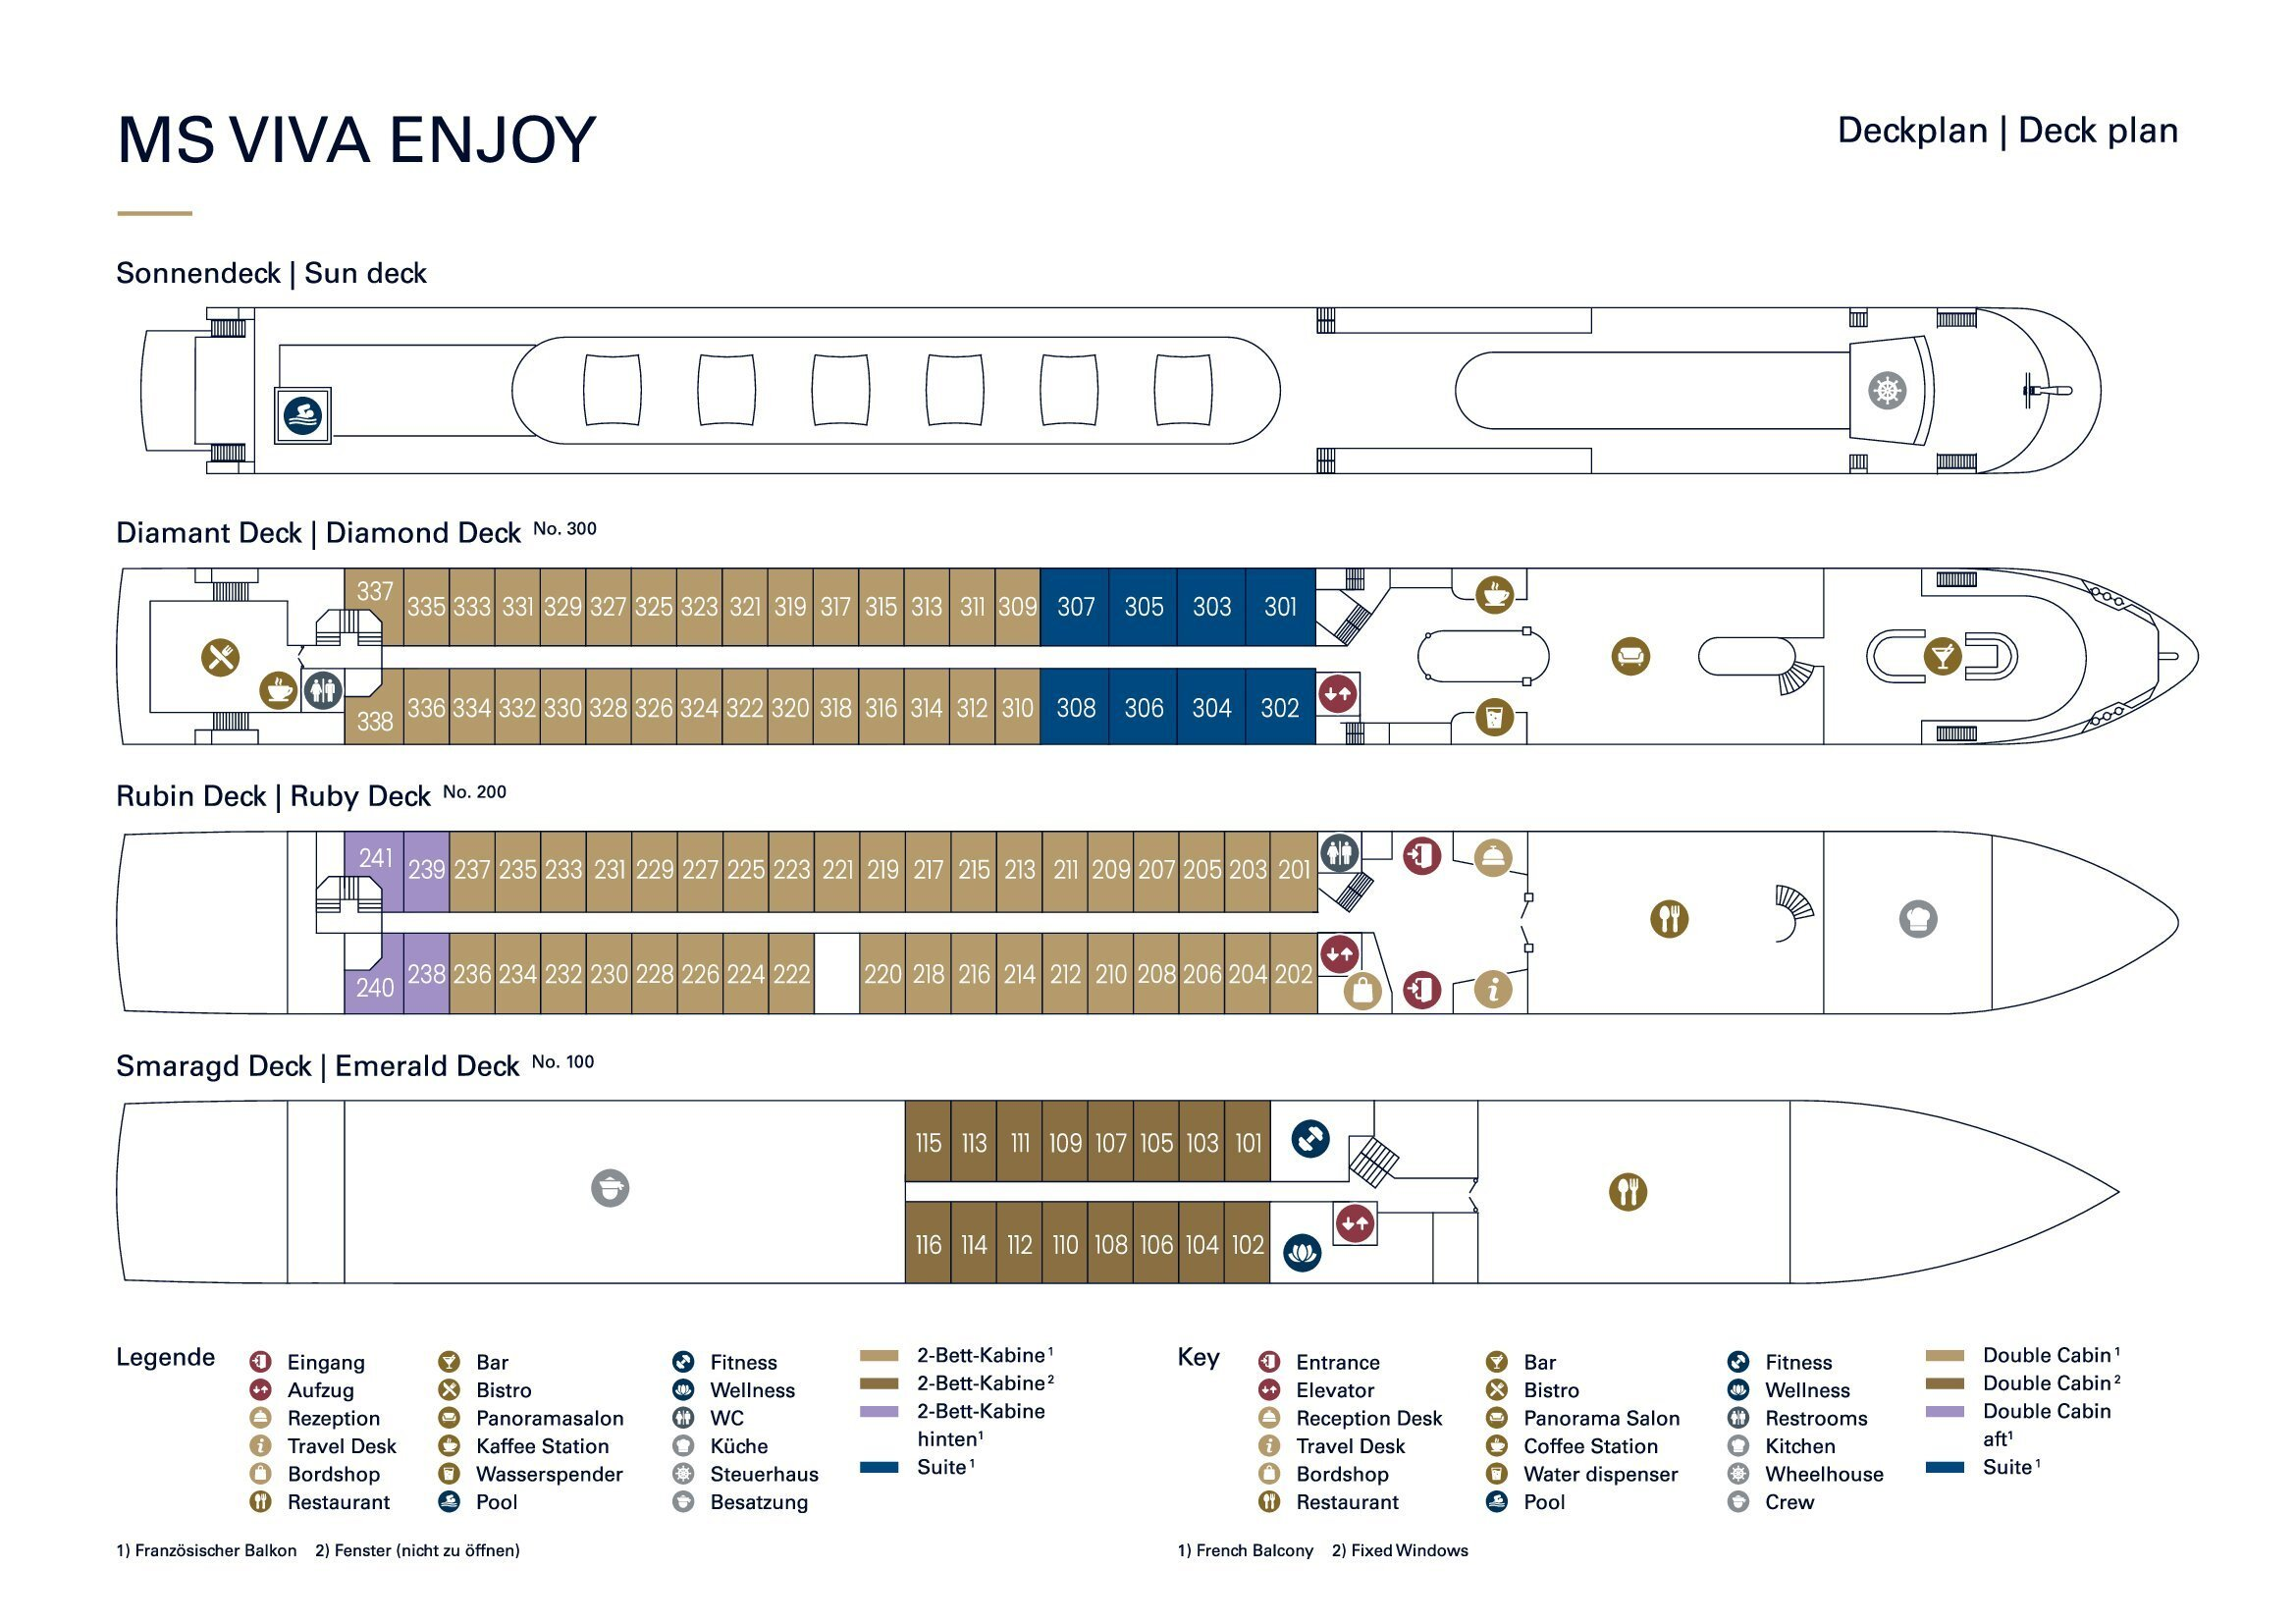 MS VIVA ENJOY
Deckplan | Deck plan
Sonnendeck | Sun deck
Diamant Deck | Diamond Deck No. 300
337 335 333 331 329 327 325 323 321 319 317 315 313 311 309 307 305 303 301
338 336 334 332 330 328 326 324 322 320 318 316 314 312 310 308 306 304 302
Rubin Deck | Ruby Deck No. 200
241 239 237 235 233 231 229 227 225 223 221 219 217 215 213 211 209 207 205 203 201
240 238 236 234 232 230 228 226 224 222 220 218 216 214 212 210 208 206 204 202
Smaragd Deck | Emerald Deck No. 100
115 113 111 109 107 105 103 101
116 114 112 110 108 106 104 102
Legende
Eingang
Aufzug
Rezeption
Travel Desk
Bordshop
Restaurant
Bar
Bistro
Panoramasalon
Kaffee Station
Wasserspender
Pool
Fitness
Wellness
WC
Küche
Steuerhaus
Besatzung
2-Bett-Kabine¹
2-Bett-Kabine²
2-Bett-Kabine
hinten¹
Suite¹
1) Französischer Balkon 2) Fenster (nicht zu öffnen)
Key
Entrance
Elevator
Reception Desk
Travel Desk
Bordshop
Restaurant
Bar
Bistro
Panorama Salon
Coffee Station
Water dispenser
Pool
Fitness
Wellness
Restrooms
Kitchen
Wheelhouse
Crew
Double Cabin¹
Double Cabin²
Double Cabin
aft¹
Suite¹
1) French Balcony 2) Fixed Windows